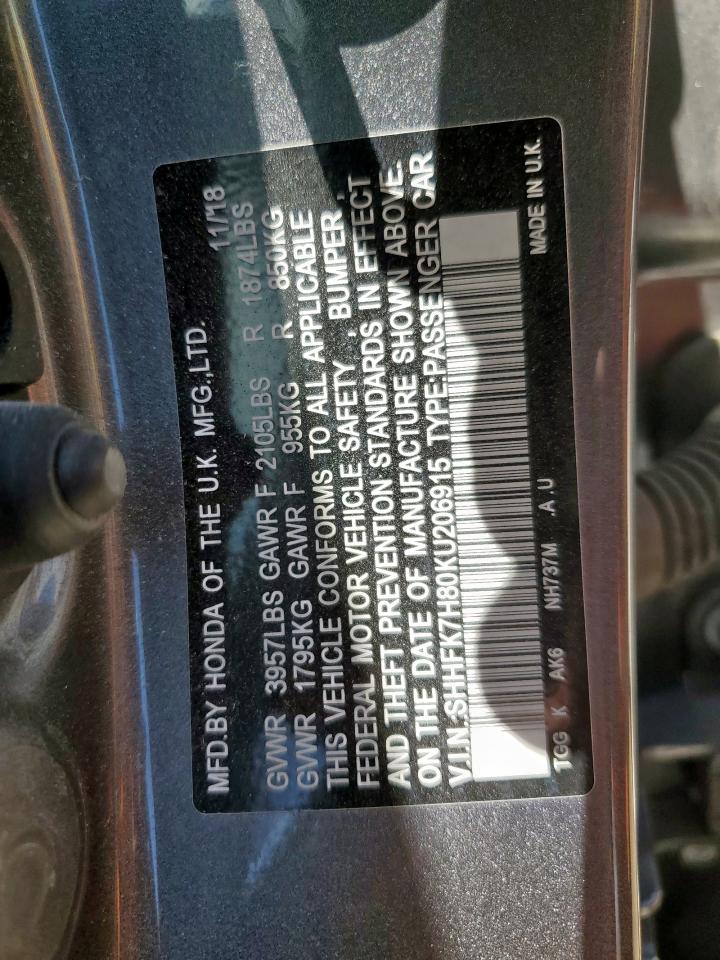 MFD.BY HONDA OF THE U.K. MFG.,LTD. 11/18
GVWR 3957LBS GAWR F 2105LBS R 1874LBS
GVWR 1795KG GAWR F 955KG R 850KG
THIS VEHICLE CONFORMS TO ALL APPLICABLE
FEDERAL MOTOR VEHICLE SAFETY , BUMPER ,
AND THEFT PREVENTION STANDARDS IN EFFECT
ON THE DATE OF MANUFACTURE SHOWN ABOVE.
V.I.N.:SHHFK7H80KU206915 TYPE:PASSENGER CAR
TGG K AK6 NH737M .A .U MADE IN U.K.